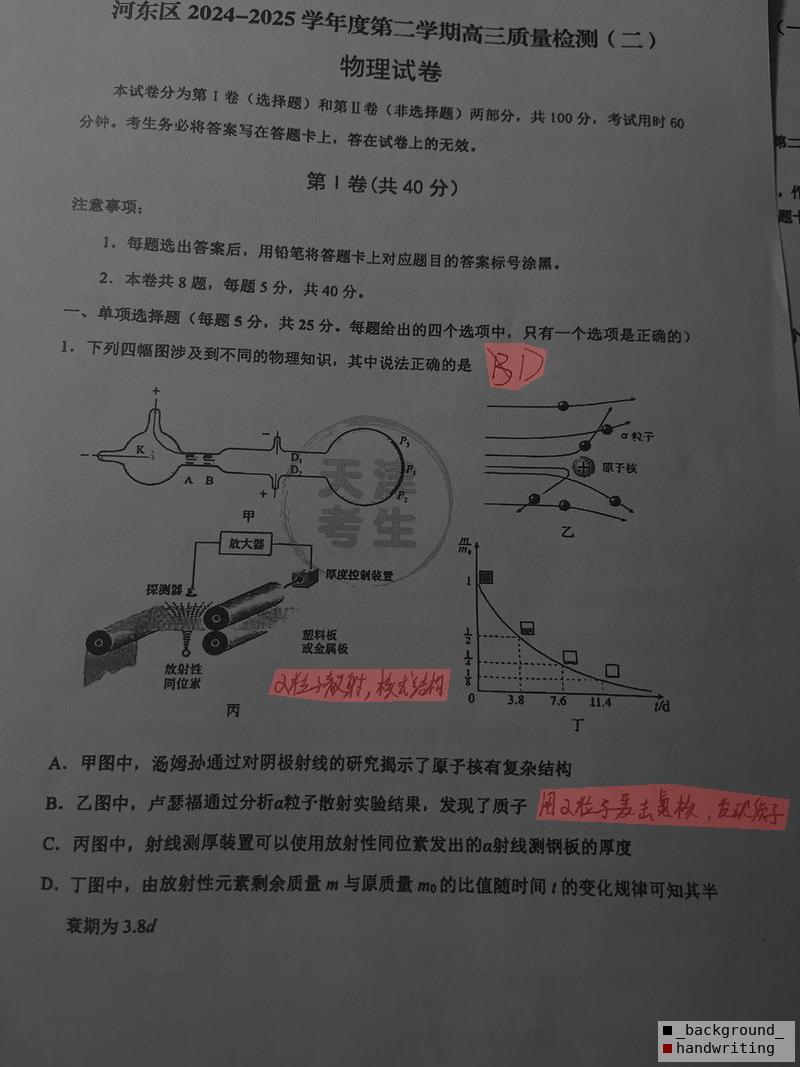 河东区 2024-2025 学年度第二学期高三质量检测（二）
物理试卷
本试卷分为第 I 卷（选择题）和第 II 卷（非选择题）两部分，共 100 分，考试用时 60
分钟。考生务必将答案写在答题卡上，答在试卷上的无效。
第 I 卷(共 40 分)
注意事项：
1．每题选出答案后，用铅笔将答题卡上对应题目的答案标号涂黑。
2．本卷共 8 题，每题 5 分，共 40 分。
一、单项选择题（每题 5 分，共 25 分。每题给出的四个选项中，只有一个选项是正确的）
1．下列四幅图涉及到不同的物理知识，其中说法正确的是 BD
+
K
A B
D₁
D₂
P₃
P₁
P₂
甲
α 粒子
原子核
乙
天津
考生
放大器
探测器
厚度控制装置
塑料板
或金属板
放射性
同位素
丙
α粒子散射，核式结构
m/m₀
1
1/2
1/4
1/8
0 3.8 7.6 11.4 t/d
丁
A．甲图中，汤姆孙通过对阴极射线的研究揭示了原子核有复杂结构
B．乙图中，卢瑟福通过分析α粒子散射实验结果，发现了质子 用α粒子轰击氮核，发现质子
C．丙图中，射线测厚装置可以使用放射性同位素发出的α射线测钢板的厚度
D．丁图中，由放射性元素剩余质量 m 与原质量 m₀ 的比值随时间 t 的变化规律可知其半
衰期为 3.8d
_background_
handwriting